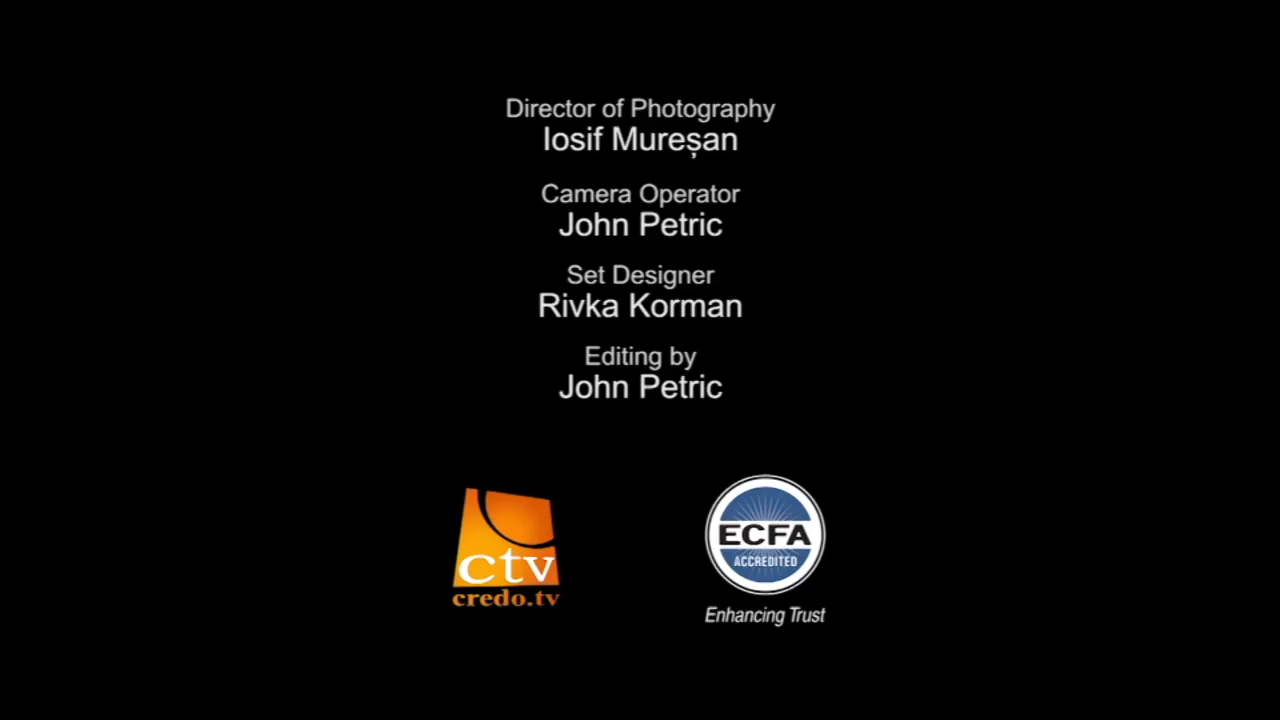 Director of Photography
Iosif Mureșan
Camera Operator
John Petric
Set Designer
Rivka Korman
Editing by
John Petric
ctv
credo.tv
ECFA
ACCREDITED
Enhancing Trust